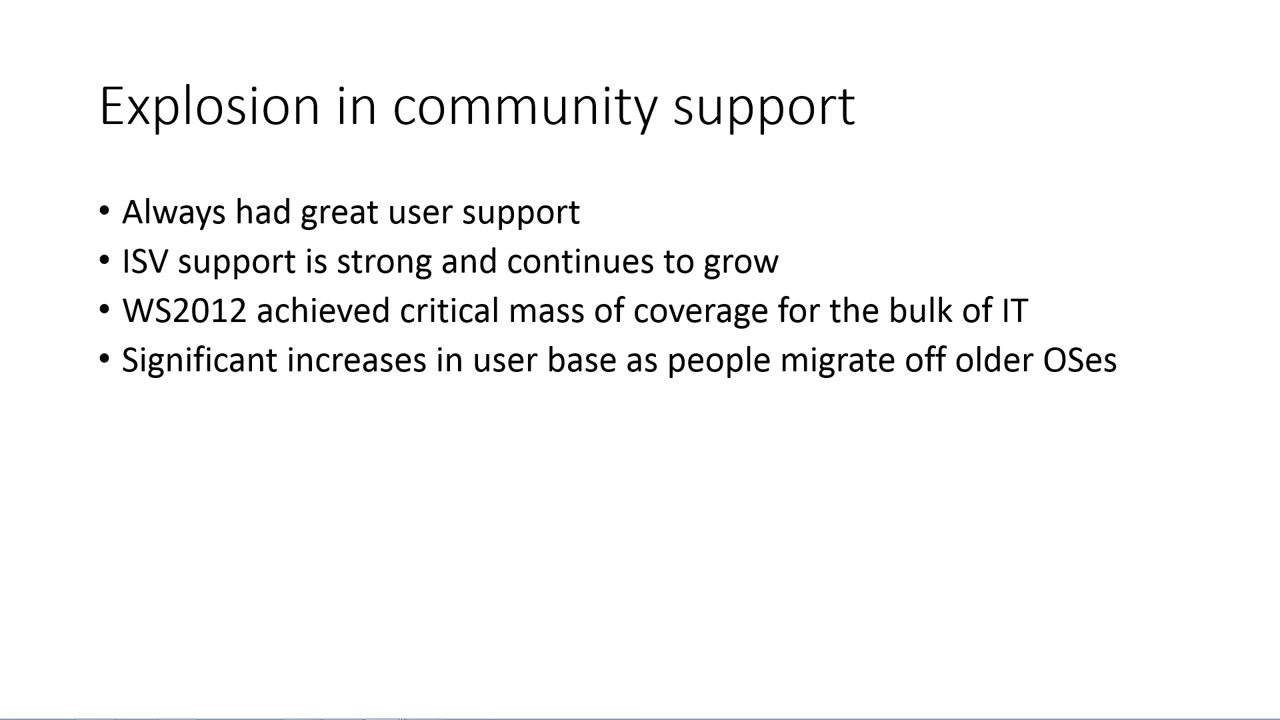 Explosion in community support
• Always had great user support
• ISV support is strong and continues to grow
• WS2012 achieved critical mass of coverage for the bulk of IT
• Significant increases in user base as people migrate off older OSes